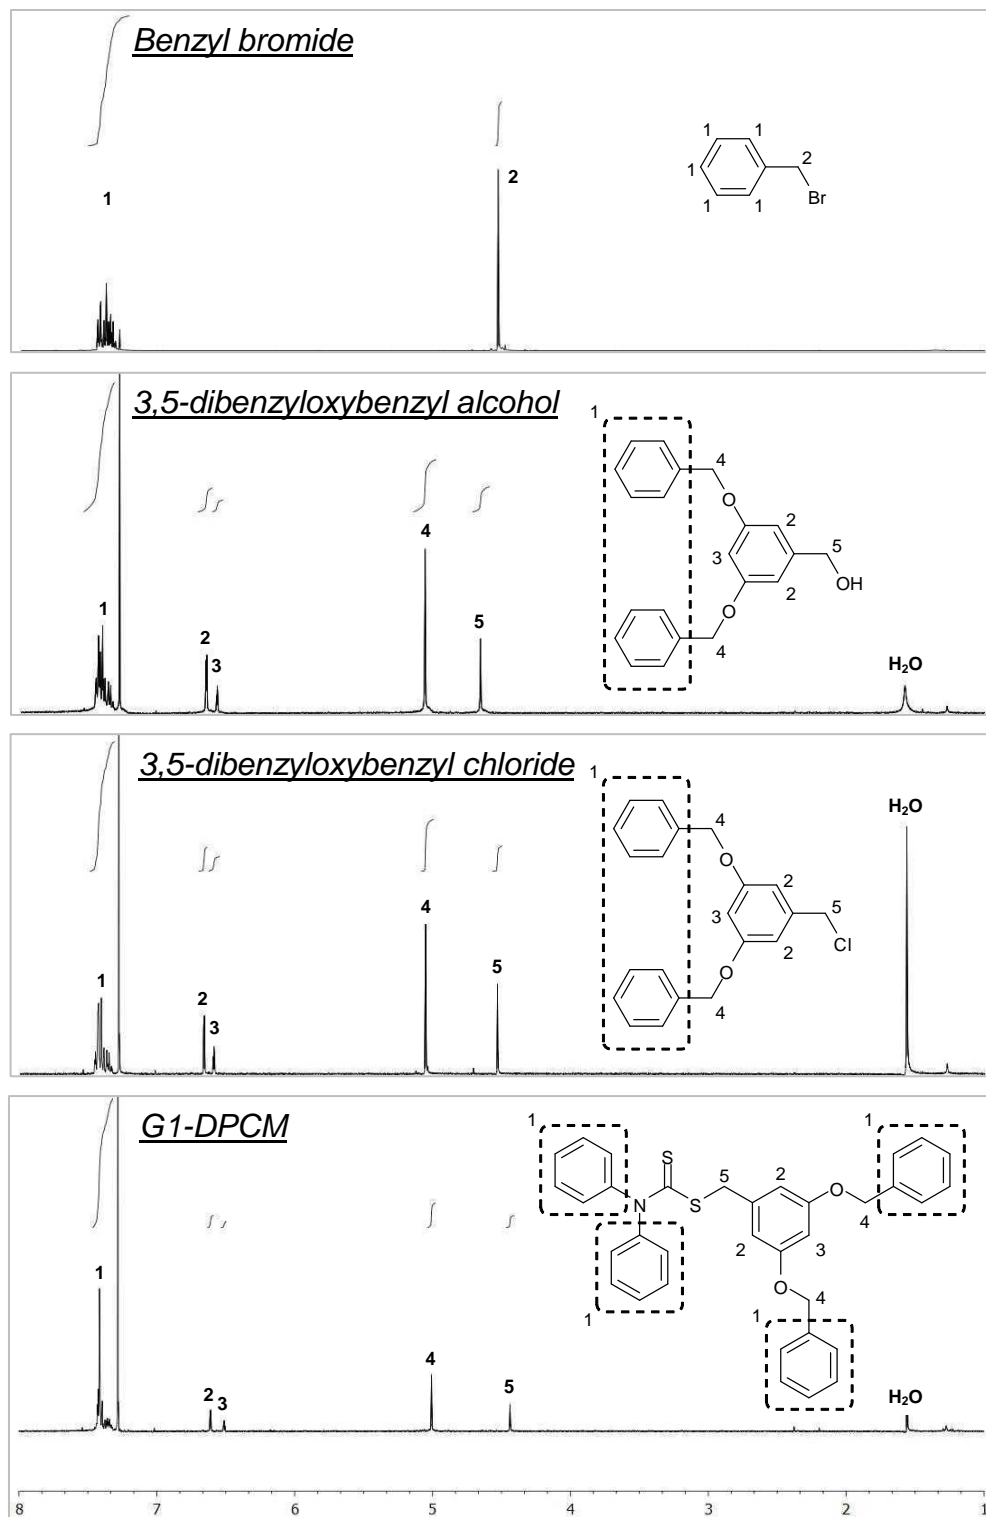 Benzyl bromide
1
2
1 1
1 2
1 1 Br
3,5-dibenzyloxybenzyl alcohol
1
4
O
2
3 5
OH
2
O
4
1
2
3
4
5
H2O
3,5-dibenzyloxybenzyl chloride
1
4
O
2
3 5
Cl
2
O
4
1
2
3
4
5
H2O
G1-DPCM
1 1
S
5 2
O
N S 4
2 3
O
4
1
1
1
2
3
4
5
H2O
8 7 6 5 4 3 2 1